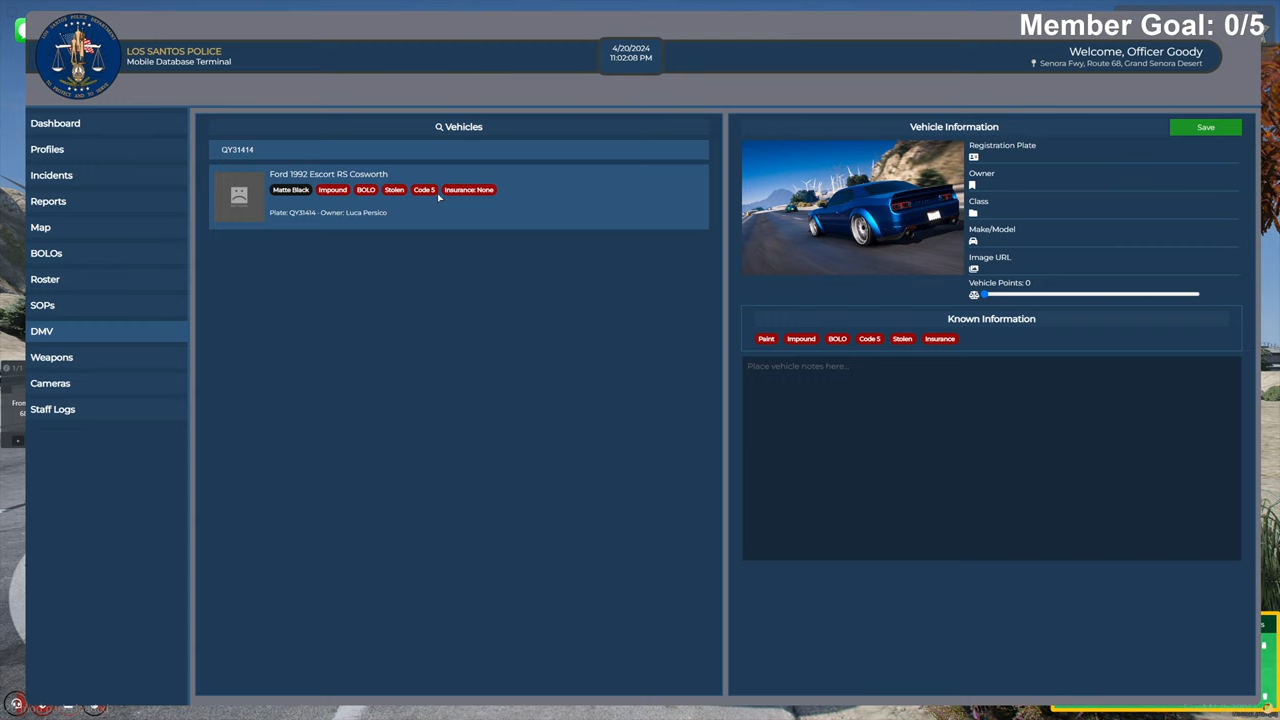 Member Goal: 0/5
LOS SANTOS POLICE
Mobile Database Terminal
4/20/2024
11:02:08 PM
Welcome, Officer Goody
Senora Fwy, Route 68, Grand Senora Desert
Dashboard
Profiles
Incidents
Reports
Map
BOLOs
Roster
SOPs
DMV
Weapons
Cameras
Staff Logs
Vehicles
QY31414
Ford 1992 Escort RS Cosworth
Matte Black Impound BOLO Stolen Code 5 Insurance: None
Plate: QY31414 · Owner: Luca Persico
Vehicle Information
Save
Registration Plate
Owner
Class
Make/Model
Image URL
Vehicle Points: 0
Known Information
Paint Impound BOLO Code 5 Stolen Insurance
Place vehicle notes here...
1/1